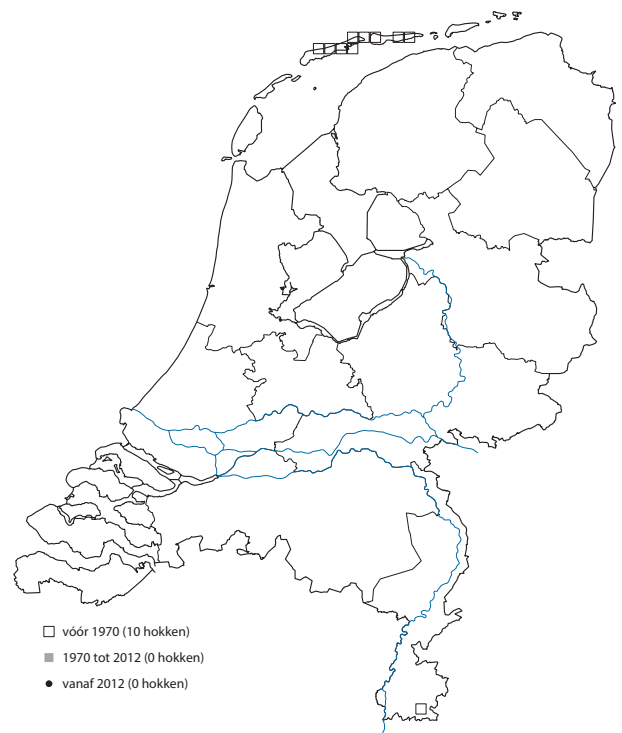 vóór 1970 (10 hokken)
1970 tot 2012 (0 hokken)
vanaf 2012 (0 hokken)